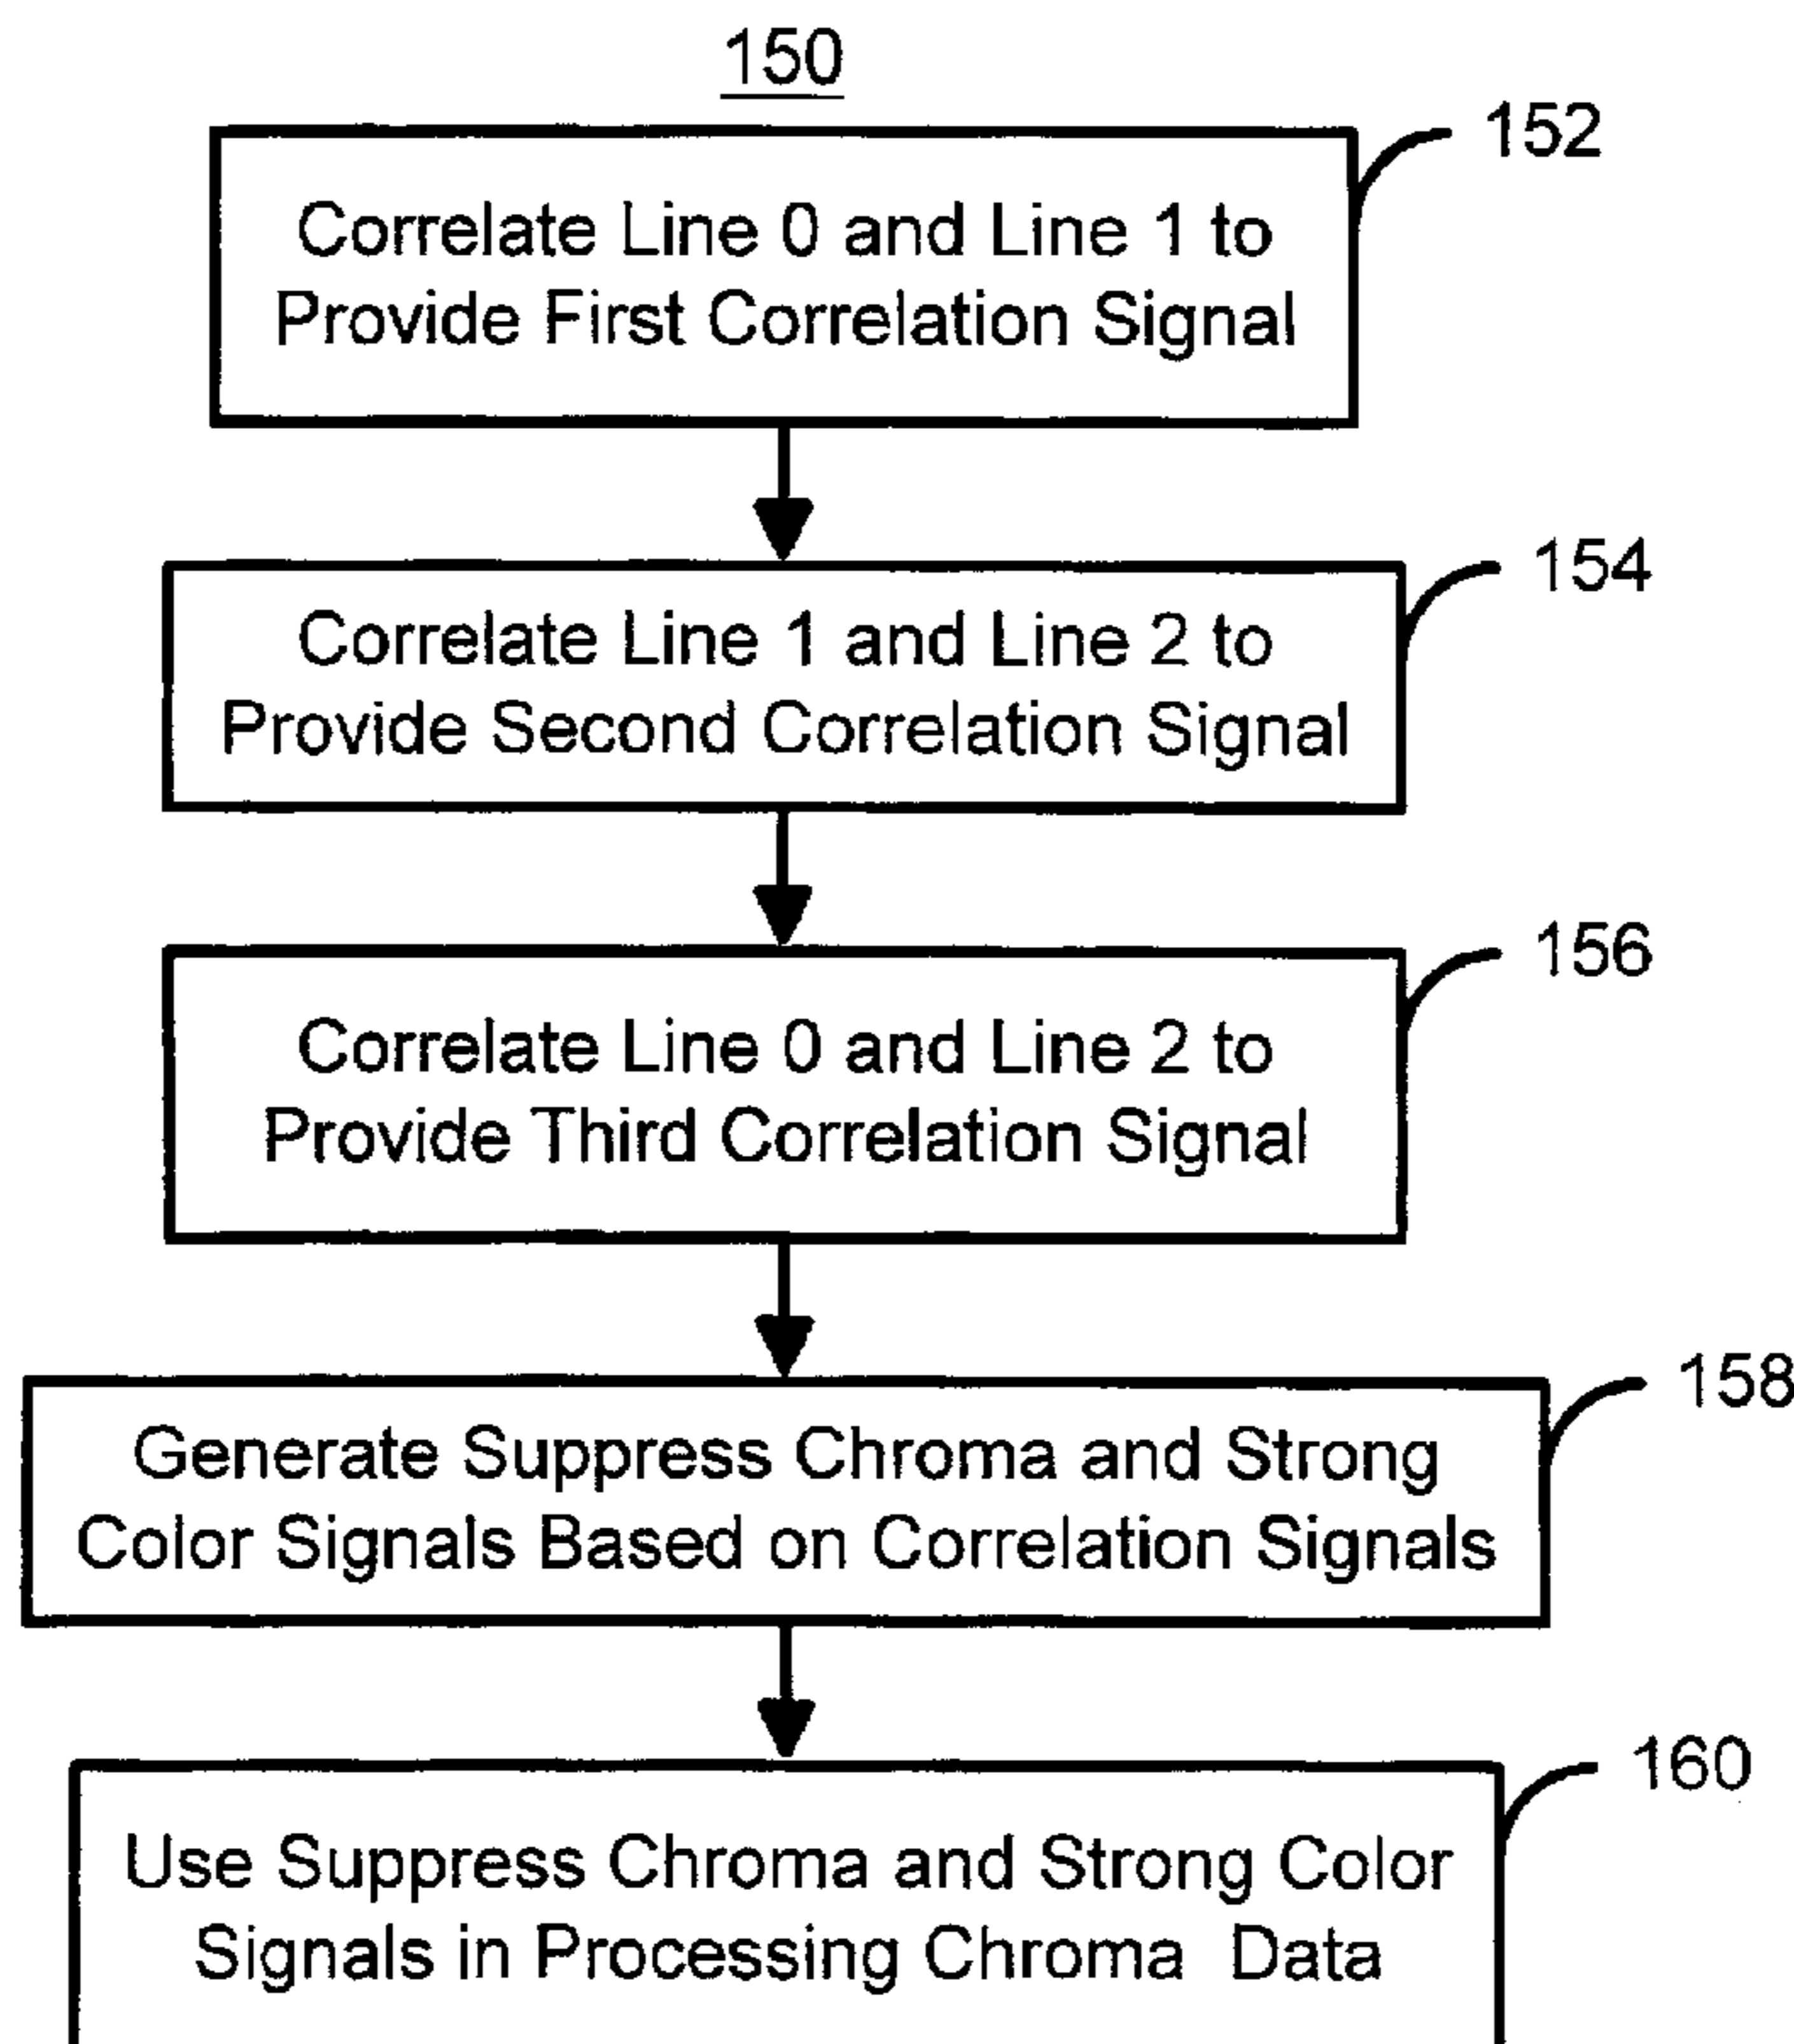 150
152
Correlate Line 0 and Line 1 to
Provide First Correlation Signal
154
Correlate Line 1 and Line 2 to
Provide Second Correlation Signal
156
Correlate Line 0 and Line 2 to
Provide Third Correlation Signal
158
Generate Suppress Chroma and Strong
Color Signals Based on Correlation Signals
160
Use Suppress Chroma and Strong Color
Signals in Processing Chroma Data